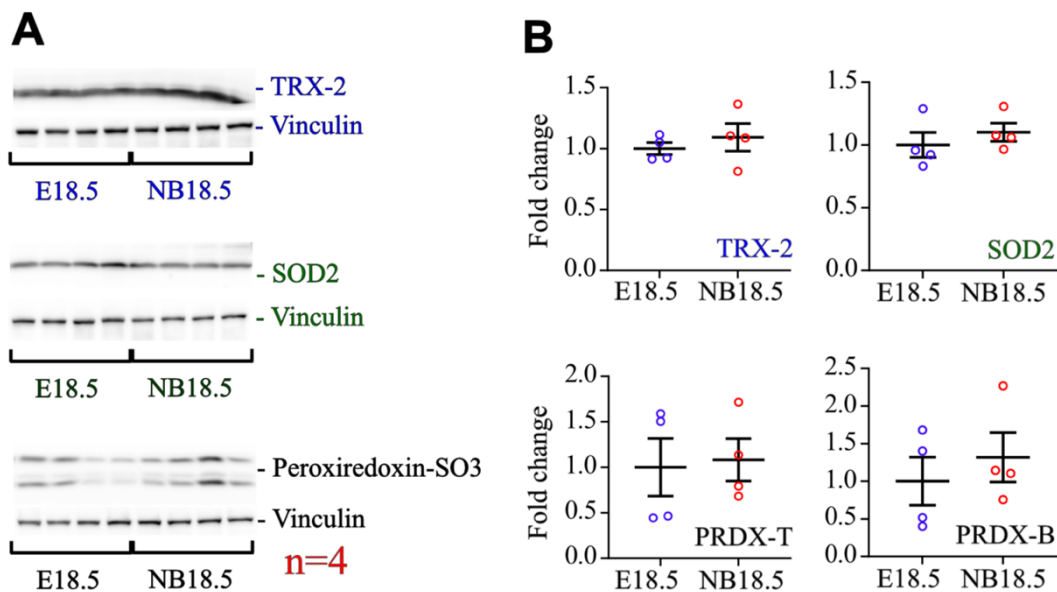 A
- TRX-2
- Vinculin
E18.5 NB18.5
- SOD2
- Vinculin
E18.5 NB18.5
- Peroxiredoxin-SO3
- Vinculin
n=4
E18.5 NB18.5
B
Fold change
1.5
1.0
0.5
0.0
TRX-2
E18.5 NB18.5
1.5
1.0
0.5
0.0
SOD2
E18.5 NB18.5
Fold change
2.0
1.5
1.0
0.5
0.0
PRDX-T
E18.5 NB18.5
2.5
2.0
1.5
1.0
0.5
0.0
PRDX-B
E18.5 NB18.5